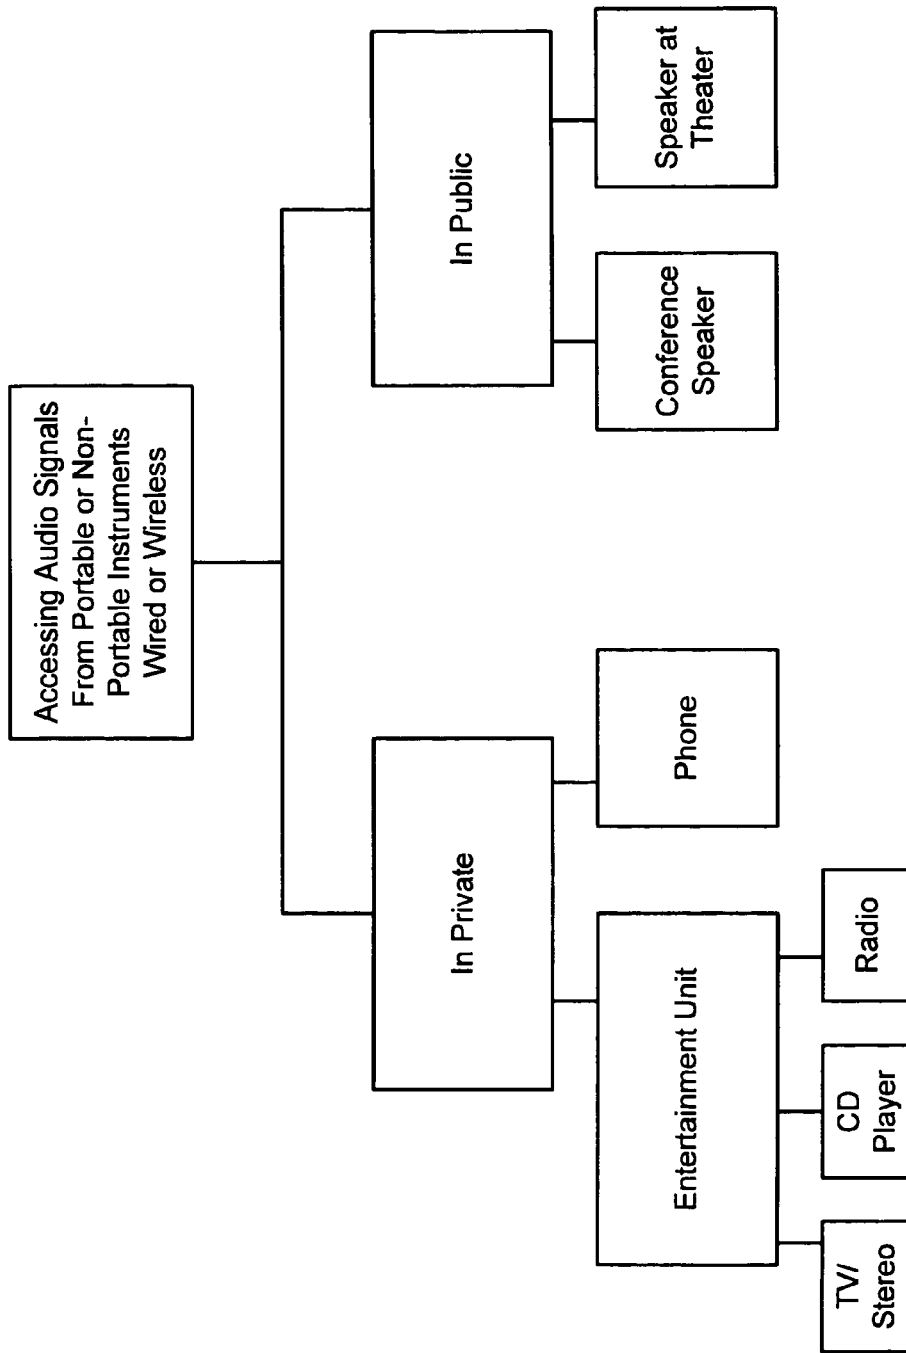 Accessing Audio Signals
From Portable or Non-
Portable Instruments
Wired or Wireless
In Private
In Public
Entertainment Unit
Phone
Conference
Speaker
Speaker at
Theater
TV/
Stereo
CD
Player
Radio